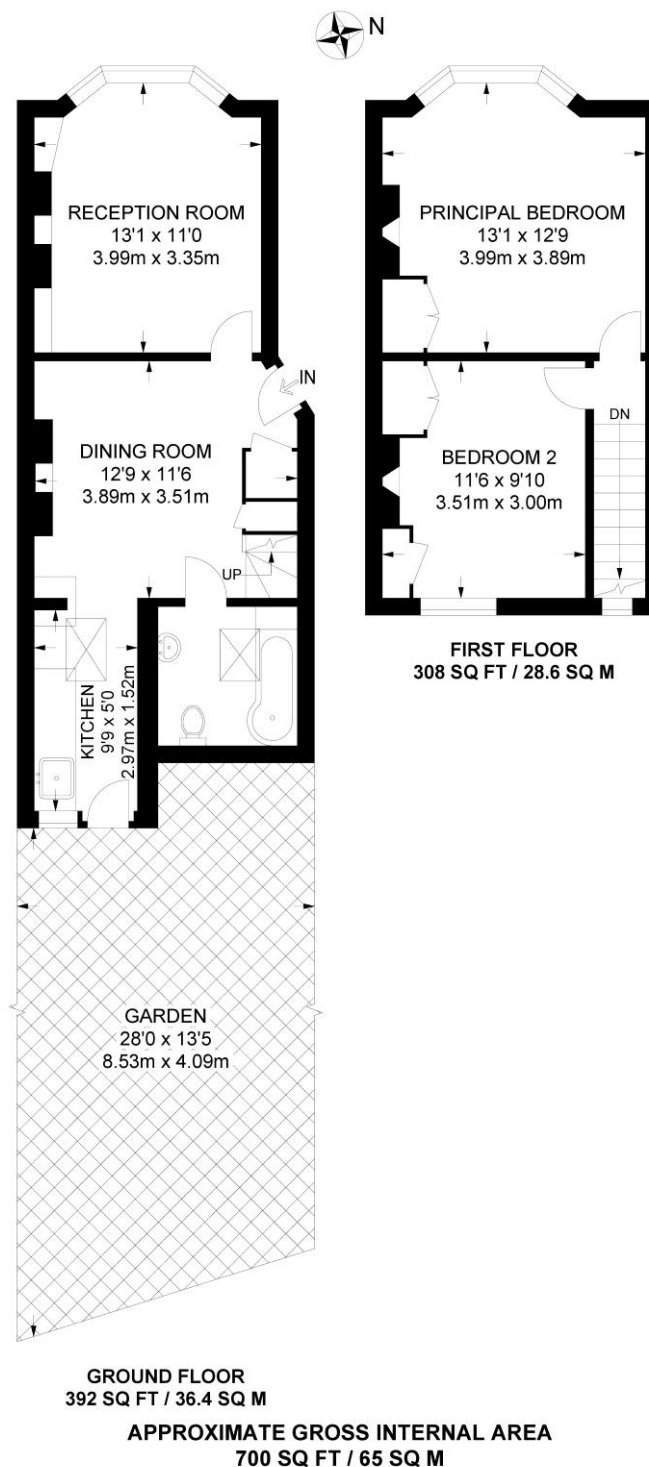 N
RECEPTION ROOM
13'1 x 11'0
3.99m x 3.35m
IN
DINING ROOM
12'9 x 11'6
3.89m x 3.51m
UP
KITCHEN
9'9 x 5'0
2.97m x 1.52m
GARDEN
28'0 x 13'5
8.53m x 4.09m
GROUND FLOOR
392 SQ FT / 36.4 SQ M
PRINCIPAL BEDROOM
13'1 x 12'9
3.99m x 3.89m
DN
BEDROOM 2
11'6 x 9'10
3.51m x 3.00m
FIRST FLOOR
308 SQ FT / 28.6 SQ M
APPROXIMATE GROSS INTERNAL AREA
700 SQ FT / 65 SQ M